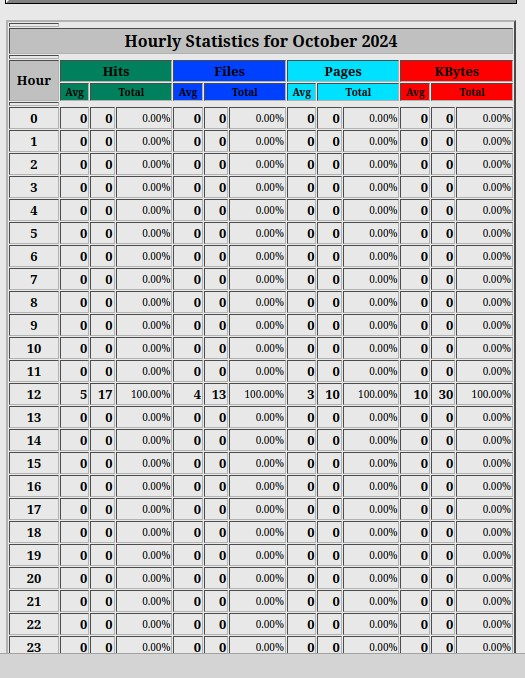 Hourly Statistics for October 2024
Hour Hits Files Pages KBytes
Avg Total Avg Total Avg Total Avg Total
0 0 0 0.00% 0 0 0.00% 0 0 0.00% 0 0 0.00%
1 0 0 0.00% 0 0 0.00% 0 0 0.00% 0 0 0.00%
2 0 0 0.00% 0 0 0.00% 0 0 0.00% 0 0 0.00%
3 0 0 0.00% 0 0 0.00% 0 0 0.00% 0 0 0.00%
4 0 0 0.00% 0 0 0.00% 0 0 0.00% 0 0 0.00%
5 0 0 0.00% 0 0 0.00% 0 0 0.00% 0 0 0.00%
6 0 0 0.00% 0 0 0.00% 0 0 0.00% 0 0 0.00%
7 0 0 0.00% 0 0 0.00% 0 0 0.00% 0 0 0.00%
8 0 0 0.00% 0 0 0.00% 0 0 0.00% 0 0 0.00%
9 0 0 0.00% 0 0 0.00% 0 0 0.00% 0 0 0.00%
10 0 0 0.00% 0 0 0.00% 0 0 0.00% 0 0 0.00%
11 0 0 0.00% 0 0 0.00% 0 0 0.00% 0 0 0.00%
12 5 17 100.00% 4 13 100.00% 3 10 100.00% 10 30 100.00%
13 0 0 0.00% 0 0 0.00% 0 0 0.00% 0 0 0.00%
14 0 0 0.00% 0 0 0.00% 0 0 0.00% 0 0 0.00%
15 0 0 0.00% 0 0 0.00% 0 0 0.00% 0 0 0.00%
16 0 0 0.00% 0 0 0.00% 0 0 0.00% 0 0 0.00%
17 0 0 0.00% 0 0 0.00% 0 0 0.00% 0 0 0.00%
18 0 0 0.00% 0 0 0.00% 0 0 0.00% 0 0 0.00%
19 0 0 0.00% 0 0 0.00% 0 0 0.00% 0 0 0.00%
20 0 0 0.00% 0 0 0.00% 0 0 0.00% 0 0 0.00%
21 0 0 0.00% 0 0 0.00% 0 0 0.00% 0 0 0.00%
22 0 0 0.00% 0 0 0.00% 0 0 0.00% 0 0 0.00%
23 0 0 0.00% 0 0 0.00% 0 0 0.00% 0 0 0.00%